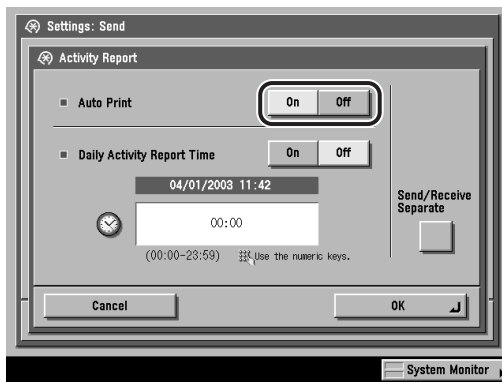 Settings: Send
Activity Report
Auto Print
On Off
Daily Activity Report Time
On Off
04/01/2003 11:42
00:00
(00:00-23:59) Use the numeric keys.
Send/Receive
Separate
Cancel
OK
System Monitor